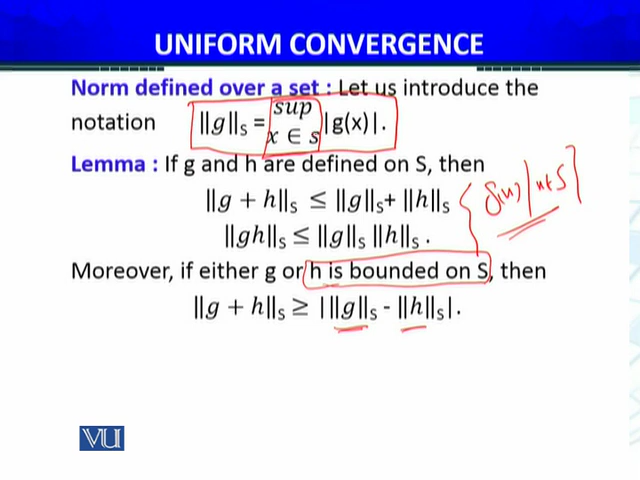 UNIFORM CONVERGENCE
Norm defined over a set : Let us introduce the
notation ||g||ₛ = sup x ∈ s |g(x)|.
Lemma : If g and h are defined on S, then
||g + h||ₛ ≤ ||g||ₛ+ ||h||ₛ
||gh||ₛ ≤ ||g||ₛ ||h||ₛ .
Moreover, if either g or h is bounded on S, then
||g + h||ₛ ≥ | ||g||ₛ - ||h||ₛ|.
VU